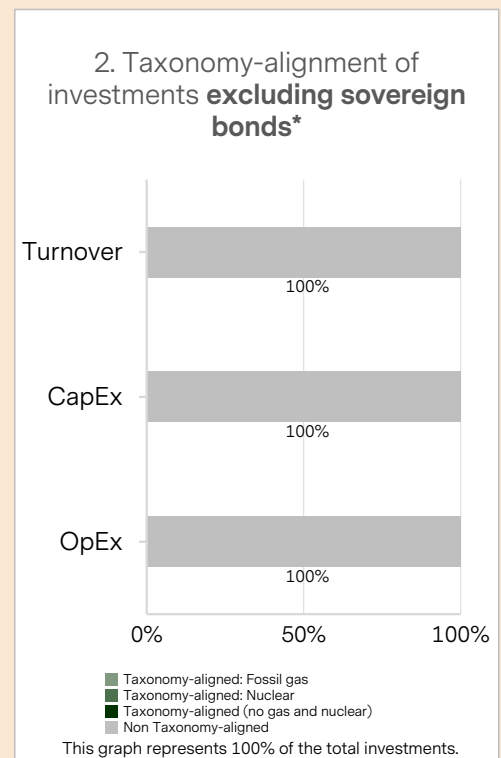 2. Taxonomy-alignment of
investments excluding sovereign
bonds*
Turnover
100%
CapEx
100%
OpEx
100%
0% 50% 100%
Taxonomy-aligned: Fossil gas
Taxonomy-aligned: Nuclear
Taxonomy-aligned (no gas and nuclear)
Non Taxonomy-aligned
This graph represents 100% of the total investments.